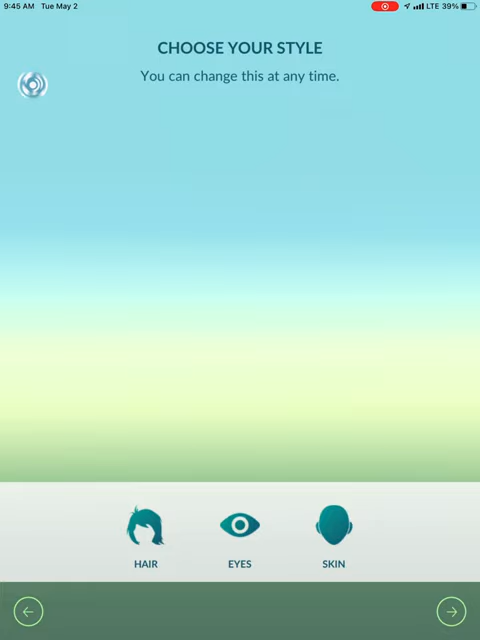 9:45 AM Tue May 2 LTE 39%
CHOOSE YOUR STYLE
You can change this at any time.
HAIR EYES SKIN